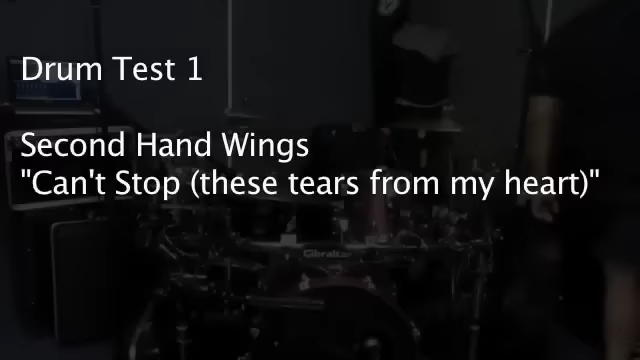 Drum Test 1
Second Hand Wings
"Can't Stop (these tears from my heart)"
Gibraltar